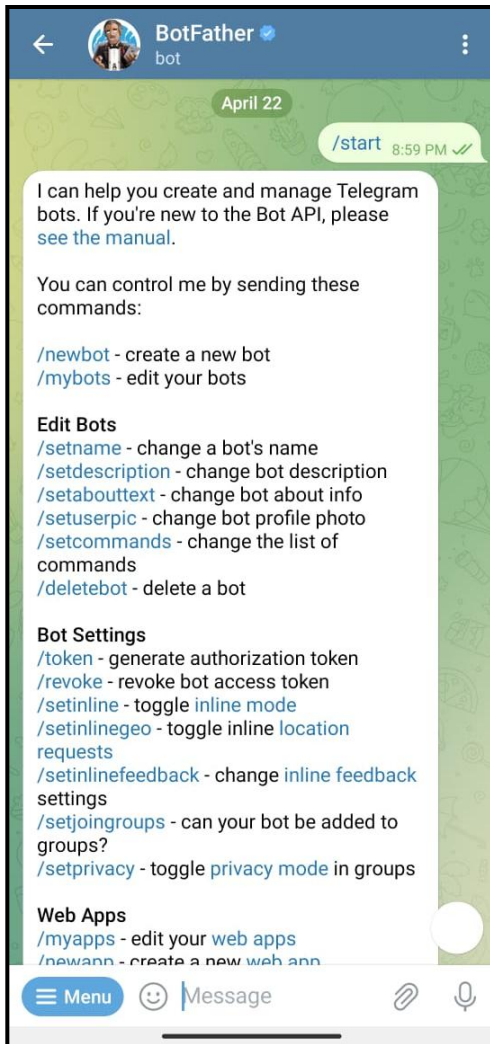 BotFather
bot
April 22
/start 8:59 PM
I can help you create and manage Telegram
bots. If you're new to the Bot API, please
see the manual.
You can control me by sending these
commands:
/newbot - create a new bot
/mybots - edit your bots
Edit Bots
/setname - change a bot's name
/setdescription - change bot description
/setabouttext - change bot about info
/setuserpic - change bot profile photo
/setcommands - change the list of
commands
/deletebot - delete a bot
Bot Settings
/token - generate authorization token
/revoke - revoke bot access token
/setinline - toggle inline mode
/setinlinegeo - toggle inline location
requests
/setinlinefeedback - change inline feedback
settings
/setjoingroups - can your bot be added to
groups?
/setprivacy - toggle privacy mode in groups
Web Apps
/myapps - edit your web apps
/newapp - create a new web app
Menu
Message